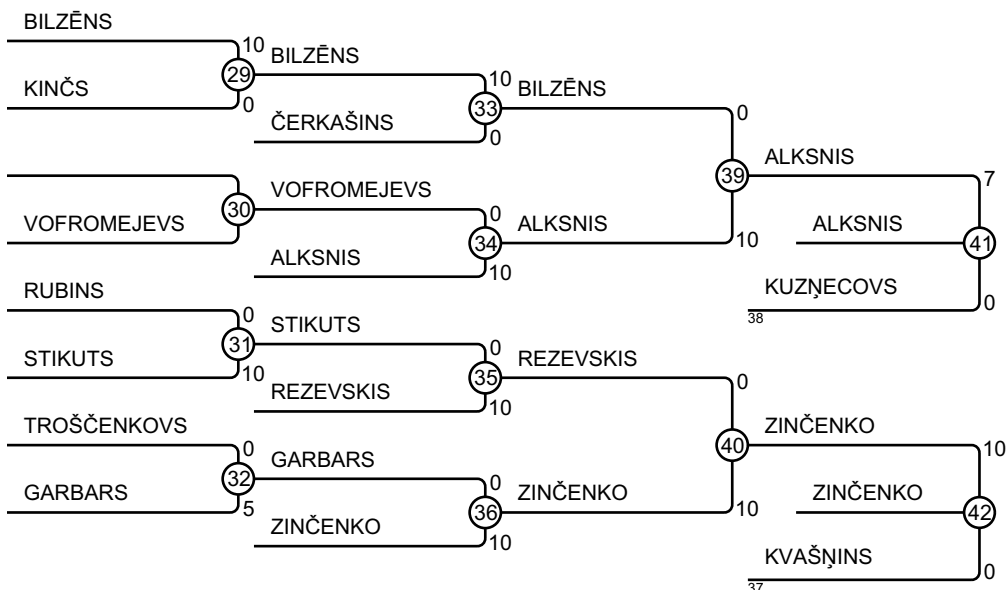 BILZĒNS
10
BILZĒNS
29
10
BILZĒNS
KINČS
0
33
0
ČERKAŠINS
0
ALKSNIS
39
7
VOFROMEJEVS
30
0
ALKSNIS
VOFROMEJEVS
34
ALKSNIS
10
41
ALKSNIS
10
RUBINS
KUZŅECOVS
0
0
38
STIKUTS
31
0
REZEVSKIS
STIKUTS
10
35
0
REZEVSKIS
10
TROŠČENKOVS
ZINČENKO
0
40
10
GARBARS
32
0
ZINČENKO
GARBARS
5
36
ZINČENKO
10
42
ZINČENKO
10
KVAŠŅINS
0
37